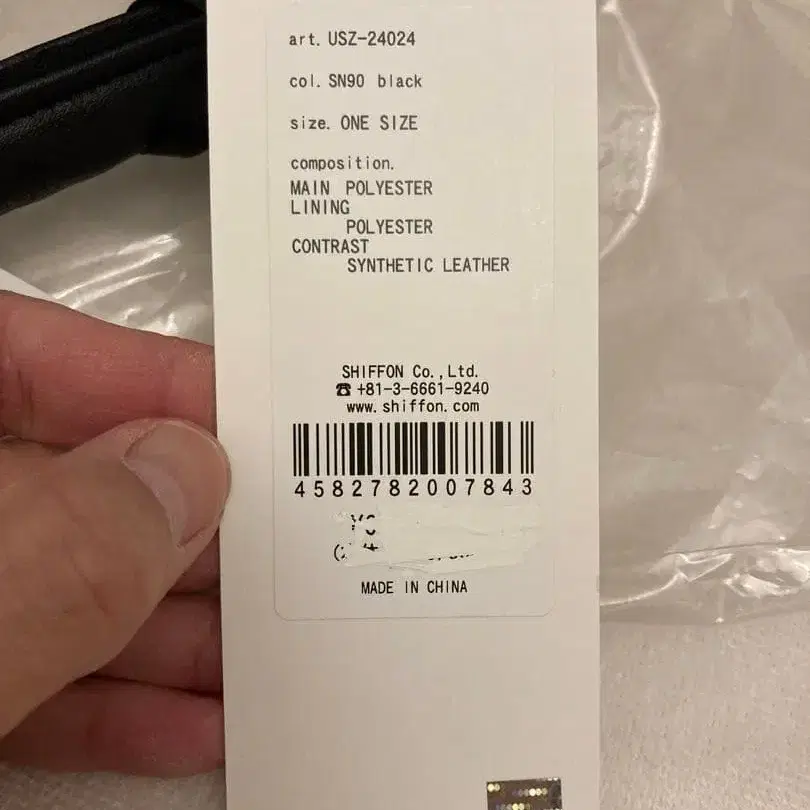 art. USZ-24024
col. SN90 black
size. ONE SIZE
composition.
MAIN POLYESTER
LINING
POLYESTER
CONTRAST
SYNTHETIC LEATHER
SHIFFON Co.,Ltd.
☎ +81-3-6661-9240
www.shiffon.com
4582782007843
MADE IN CHINA